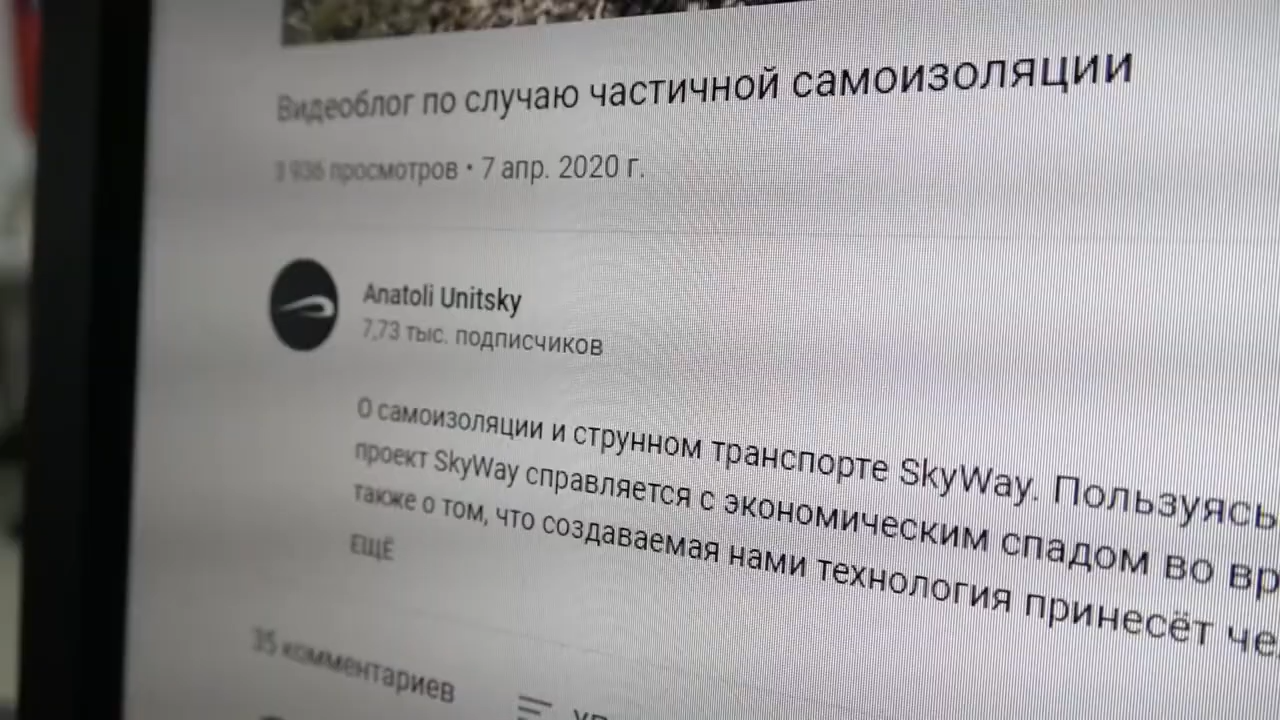 Видеоблог по случаю частичной самоизоляции
936 просмотров • 7 апр. 2020 г.
Anatoli Unitsky
7,73 тыс. подписчиков
О самоизоляции и струнном транспорте SkyWay. Пользуясь
проект SkyWay справляется с экономическим спадом во вр
также о том, что создаваемая нами технология принесёт че
ЕЩЁ
35 комментариев